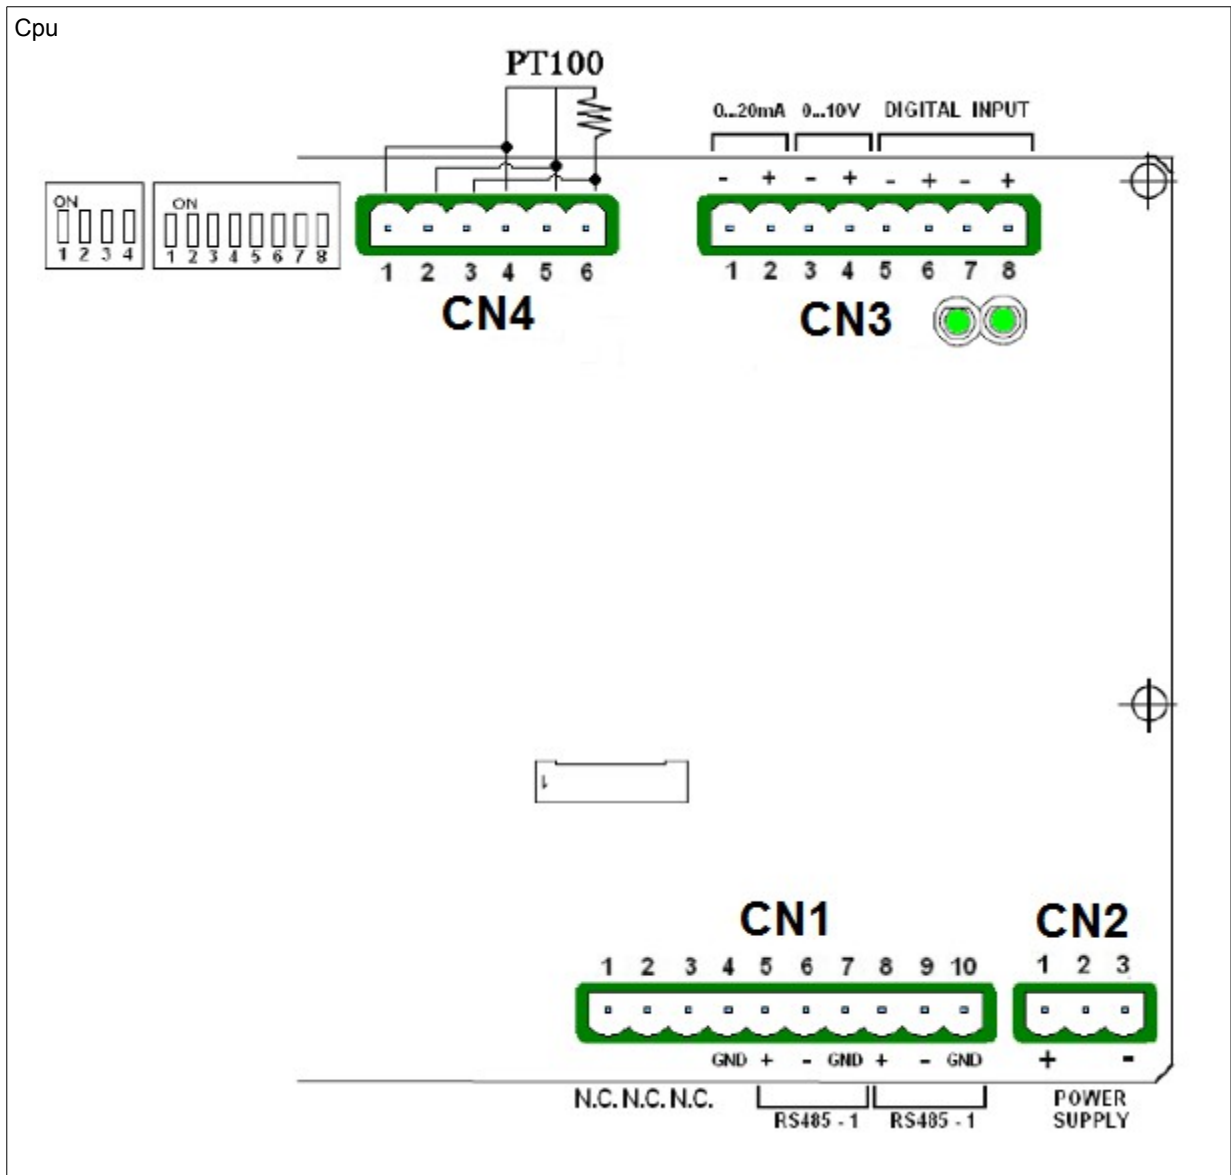 Cpu
PT100
0...20mA 0...10V DIGITAL INPUT
- + - + - + - +
ON ON
1 2 3 4 1 2 3 4 5 6 7 8
1 2 3 4 5 6 1 2 3 4 5 6 7 8
CN4 CN3
1
CN1 CN2
1 2 3 4 5 6 7 8 9 10 1 2 3
GND + - GND + - GND + -
N.C. N.C. N.C. RS485 - 1 RS485 - 1 POWER
SUPPLY